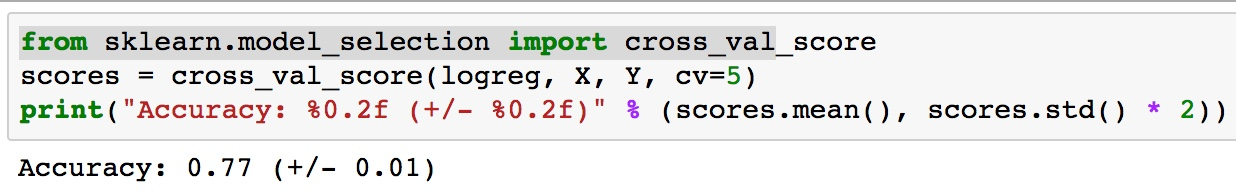 from sklearn.model_selection import cross_val_score
scores = cross_val_score(logreg, X, Y, cv=5)
print("Accuracy: %0.2f (+/- %0.2f)" % (scores.mean(), scores.std() * 2))
Accuracy: 0.77 (+/- 0.01)